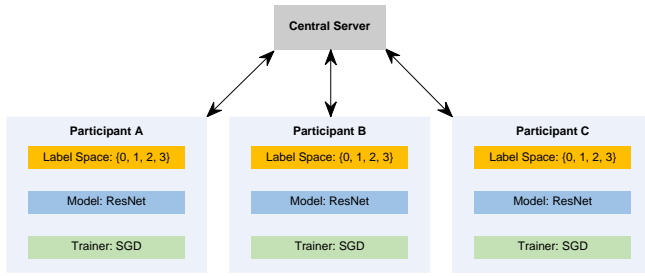 Central Server
Participant A
Label Space: {0, 1, 2, 3}
Model: ResNet
Trainer: SGD
Participant B
Label Space: {0, 1, 2, 3}
Model: ResNet
Trainer: SGD
Participant C
Label Space: {0, 1, 2, 3}
Model: ResNet
Trainer: SGD